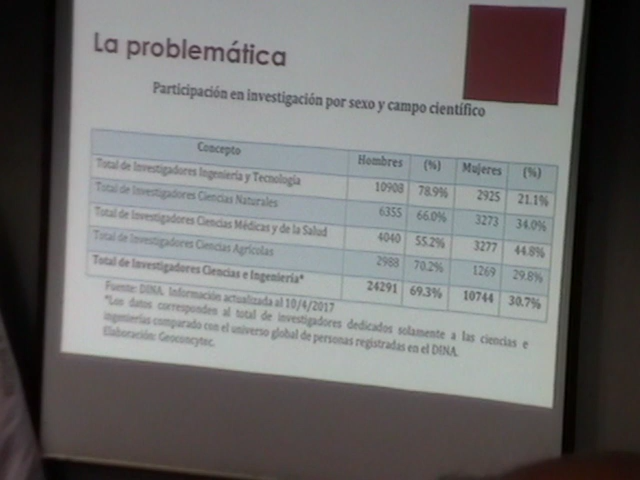 La problemática
Participación en investigación por sexo y campo científico
Concepto Hombres (%) Mujeres (%)
Total de Investigadores Ingeniería y Tecnología 10908 78.9% 2925 21.1%
Total de Investigadores Ciencias Naturales 6355 66.0% 3273 34.0%
Total de Investigadores Ciencias Médicas y de la Salud 4040 55.2% 3277 44.8%
Total de Investigadores Ciencias Agrícolas 2988 70.2% 1269 29.8%
Total de Investigadores Ciencias e Ingeniería* 24291 69.3% 10744 30.7%
Fuente: DINA. Información actualizada al 10/4/2017
*Los datos corresponden al total de investigadores dedicados solamente a las ciencias e
ingenierías comparado con el universo global de personas registradas en el DINA.
Elaboración: Geoconcytec.